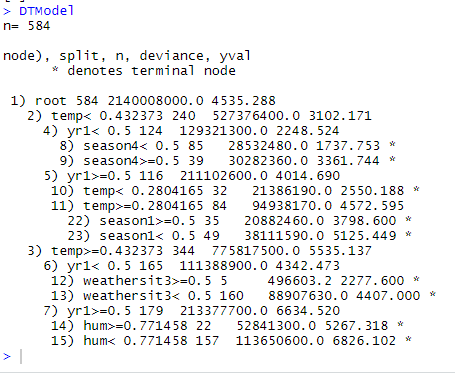 > DTModel
n= 584
node), split, n, deviance, yval
* denotes terminal node
1) root 584 2140008000.0 4535.288
2) temp< 0.432373 240 527376400.0 3102.171
4) yr1< 0.5 124 129321300.0 2248.524
8) season4< 0.5 85 28532480.0 1737.753 *
9) season4>=0.5 39 30282360.0 3361.744 *
5) yr1>=0.5 116 211102600.0 4014.690
10) temp< 0.2804165 32 21386190.0 2550.188 *
11) temp>=0.2804165 84 94938170.0 4572.595
22) season1>=0.5 35 20882460.0 3798.600 *
23) season1< 0.5 49 38111590.0 5125.449 *
3) temp>=0.432373 344 775817500.0 5535.137
6) yr1< 0.5 165 111388900.0 4342.473
12) weathersit3>=0.5 5 496603.2 2277.600 *
13) weathersit3< 0.5 160 88907630.0 4407.000 *
7) yr1>=0.5 179 213377700.0 6634.520
14) hum>=0.771458 22 52841300.0 5267.318 *
15) hum< 0.771458 157 113650600.0 6826.102 *
>